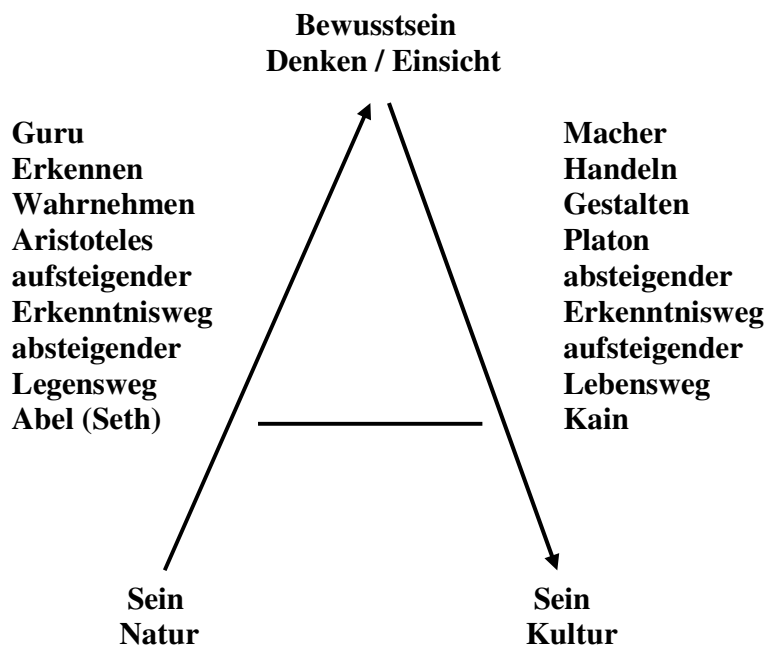 Bewusstsein
Denken / Einsicht
Guru
Erkennen
Wahrnehmen
Aristoteles
aufsteigender
Erkenntnisweg
absteigender
Legensweg
Abel (Seth)
Macher
Handeln
Gestalten
Platon
absteigender
Erkenntnisweg
aufsteigender
Lebensweg
Kain
Sein
Natur
Sein
Kultur